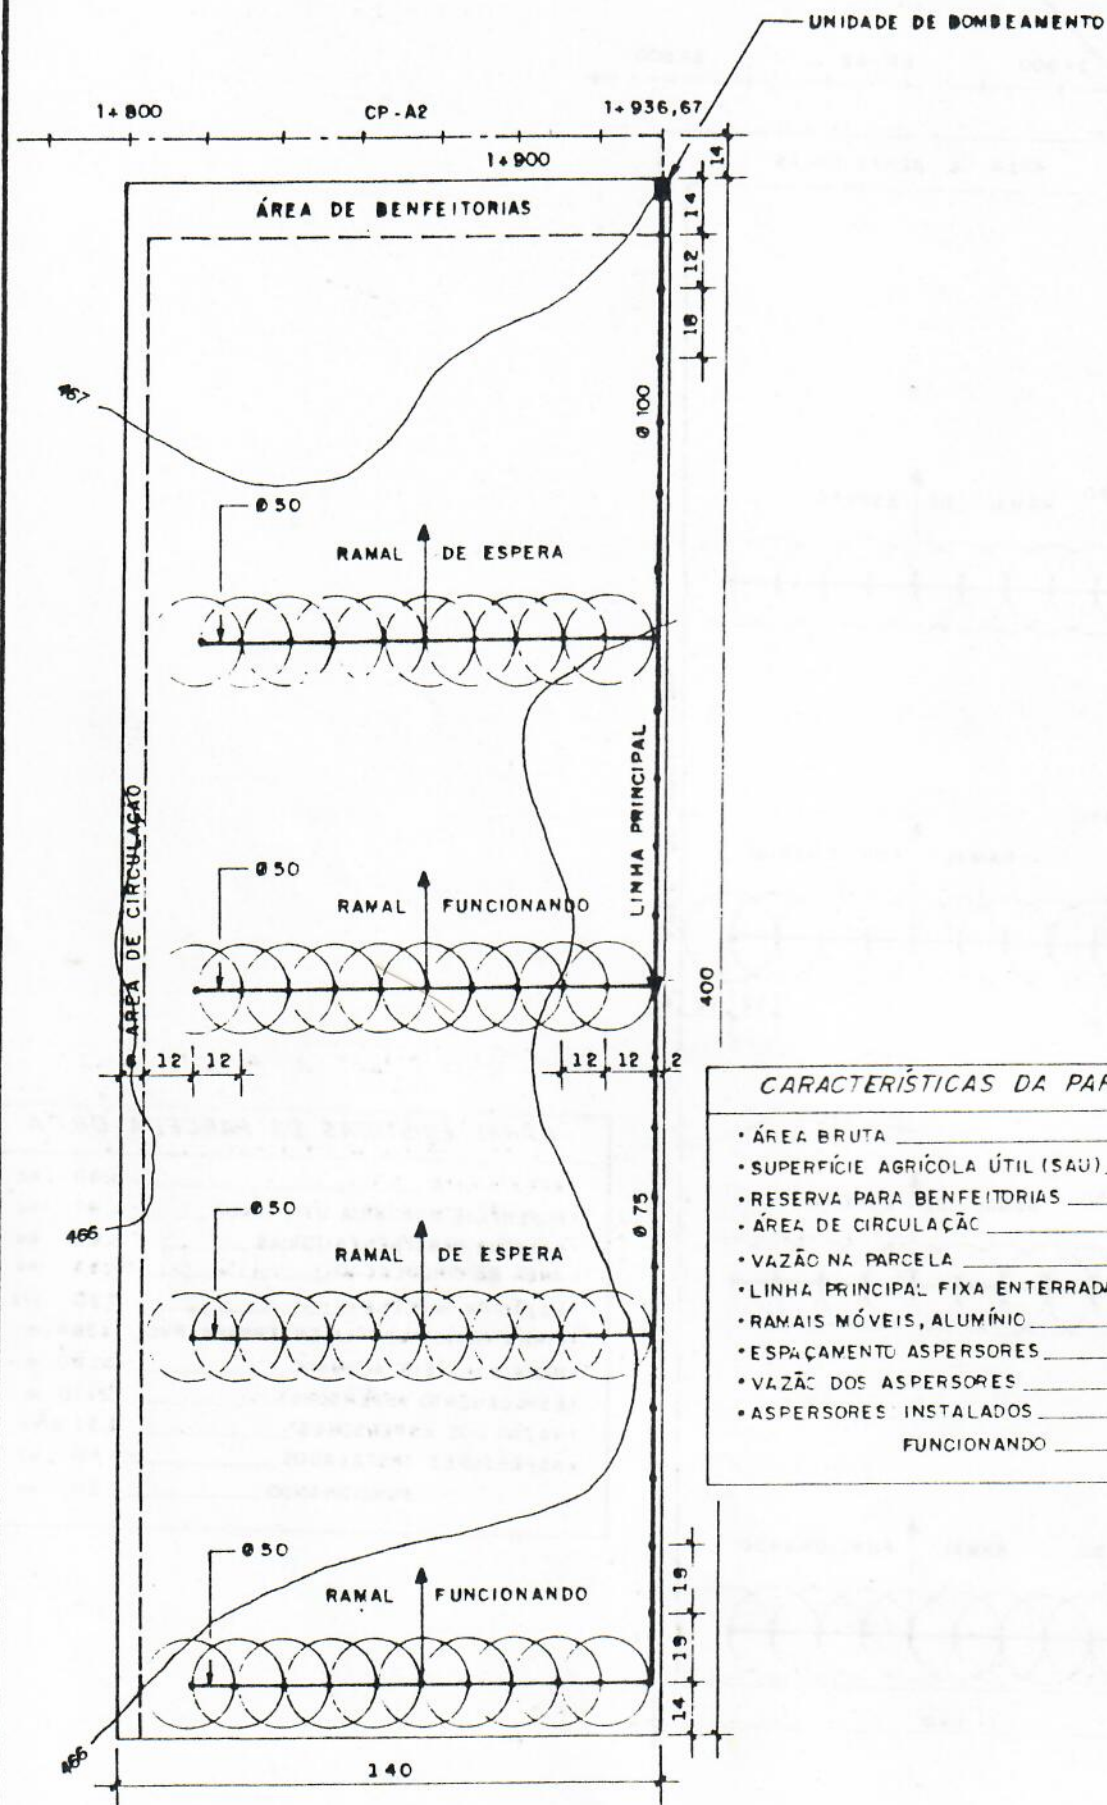 UNIDADE DE BOMBEAMENTO
1+800 CP-A2 1+936,67
1+900
14
ÁREA DE BENFEITORIAS
14
12
18
467
Ø 100
Ø 50
RAMAL DE ESPERA
LINHA PRINCIPAL
ÁREA DE CIRCULAÇÃO
Ø 50
RAMAL FUNCIONANDO
400
6 12 12 12 12 2
CARACTERÍSTICAS DA
• ÁREA BRUTA
• SUPERFÍCIE AGRÍCOLA ÚTIL (SAU)
• RESERVA PARA BENFEITORIAS
• ÁREA DE CIRCULAÇÃO
• VAZÃO NA PARCELA
• LINHA PRINCIPAL FIXA ENTERRADA
• RAMAIS MÓVEIS, ALUMÍNIO
• ESPAÇAMENTO ASPERSORES
• VAZÃO DOS ASPERSORES
• ASPERSORES INSTALADOS
FUNCIONANDO
Ø 75
466
Ø 50
RAMAL DE ESPERA
Ø 50
RAMAL FUNCIONANDO
18
18
14
466
140